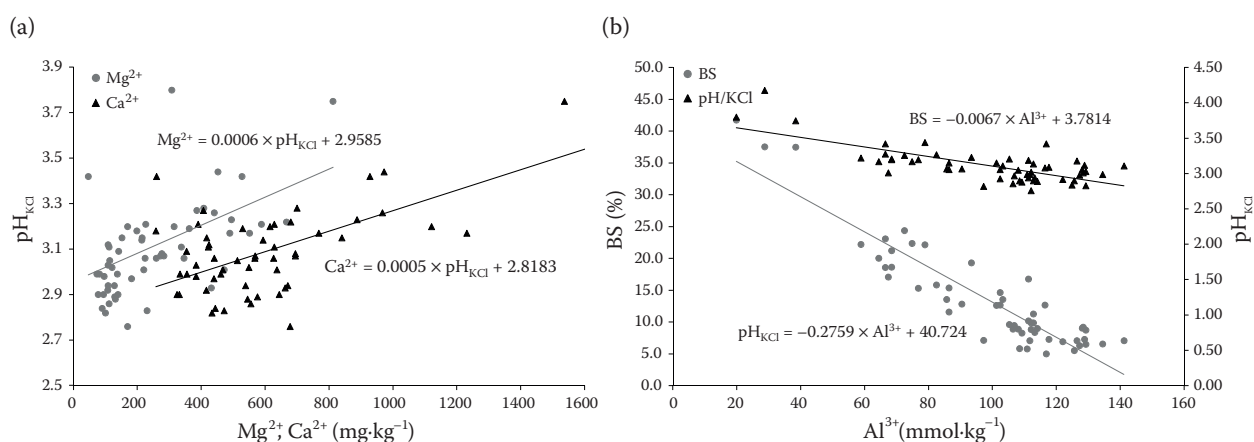 (a)
3.9
3.7
3.5
3.3
3.1
2.9
2.7
2.5
pH_KCl
Mg²⁺
Ca²⁺
Mg²⁺ = 0.0006 × pH_KCl + 2.9585
Ca²⁺ = 0.0005 × pH_KCl + 2.8183
0 200 400 600 800 1000 1200 1400 1600
Mg²⁺; Ca²⁺ (mg·kg⁻¹)
(b)
50.0
45.0
40.0
35.0
30.0
25.0
20.0
15.0
10.0
5.0
0.0
BS (%)
BS
pH/KCl
BS = −0.0067 × Al³⁺ + 3.7814
pH_KCl = −0.2759 × Al³⁺ + 40.724
4.50
4.00
3.50
3.00
2.50
2.00
1.50
1.00
0.50
0.00
pH_KCl
0 20 40 60 80 100 120 140 160
Al³⁺(mmol·kg⁻¹)